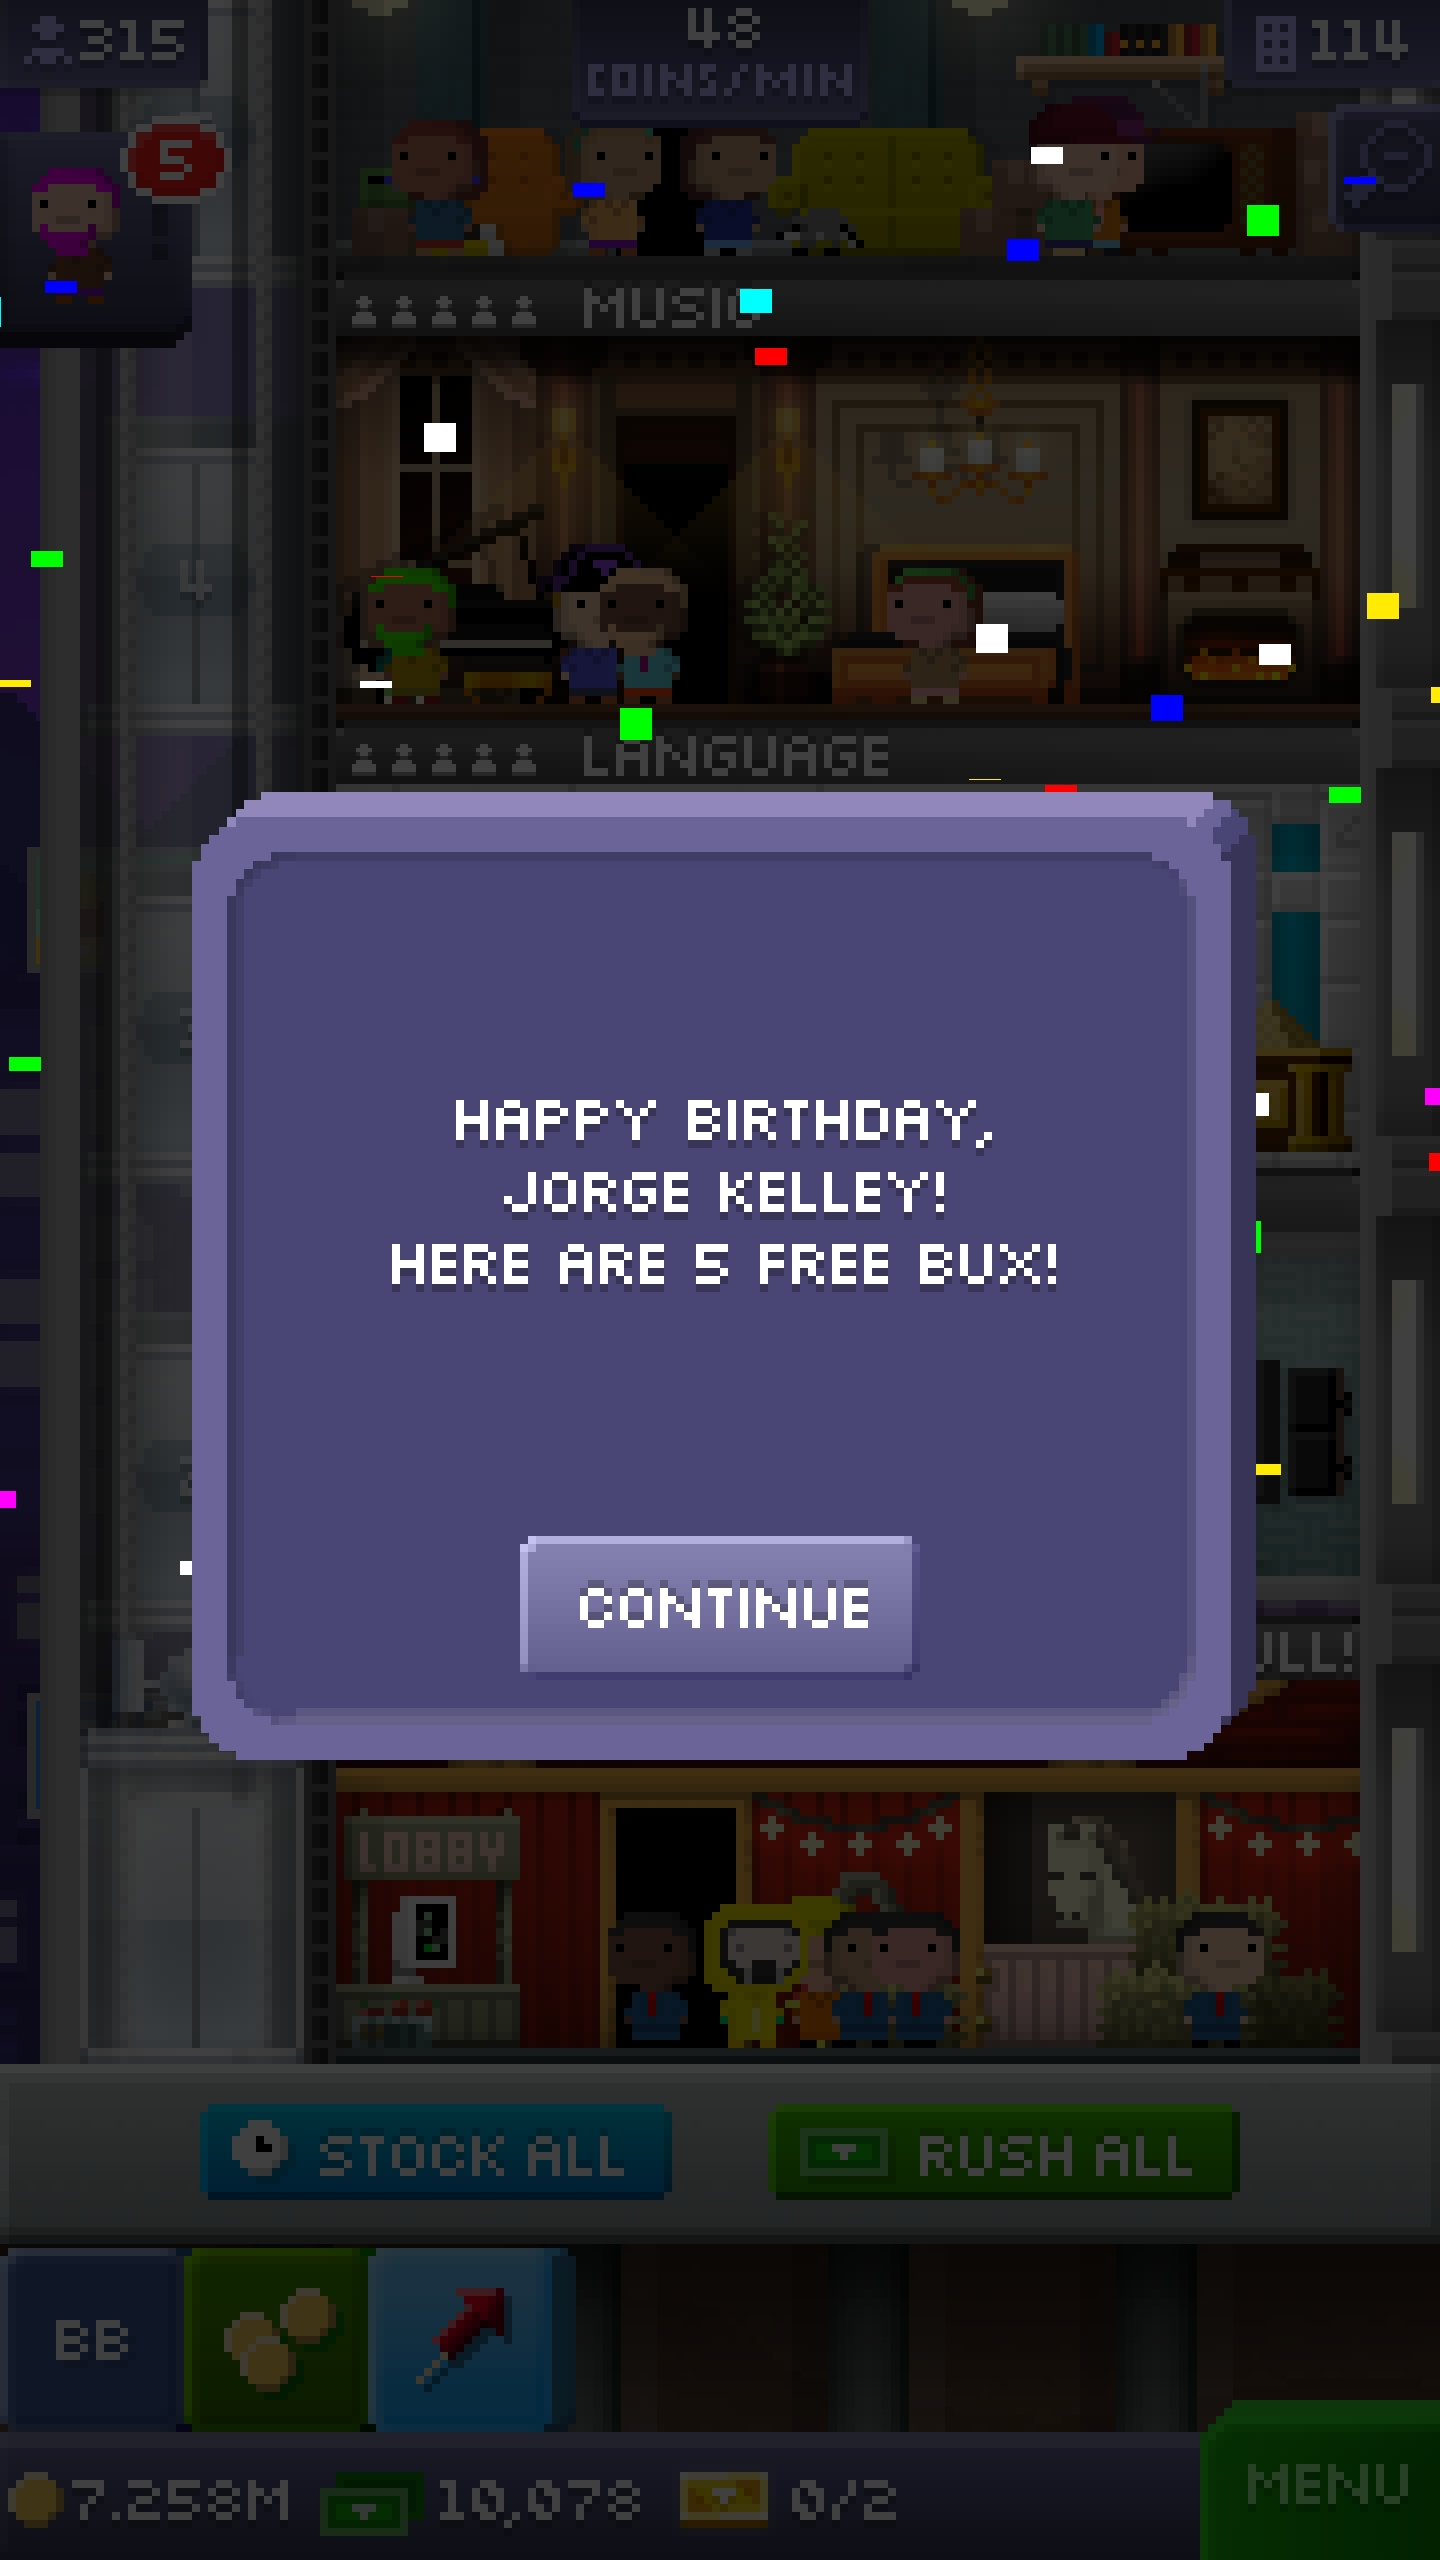 315
48
COINS/MIN
114
5
MUSIC
4
LANGUAGE
HAPPY BIRTHDAY,
JORGE KELLEY!
HERE ARE 5 FREE BUX!
CONTINUE
ULL!
LOBBY
STOCK ALL
RUSH ALL
BB
7.258M
10,078
0/2
MENU